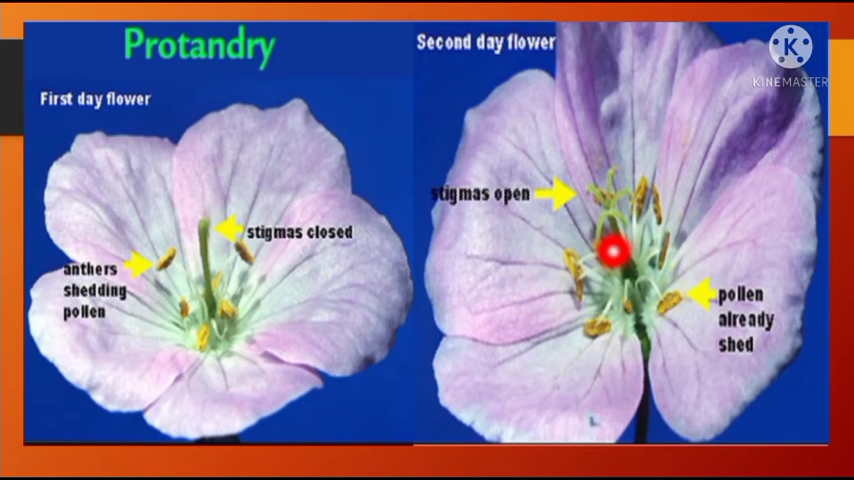 Protandry
First day flower
stigmas closed
anthers
shedding
pollen
Second day flower
K
KINEMASTER
stigmas open
pollen
already
shed